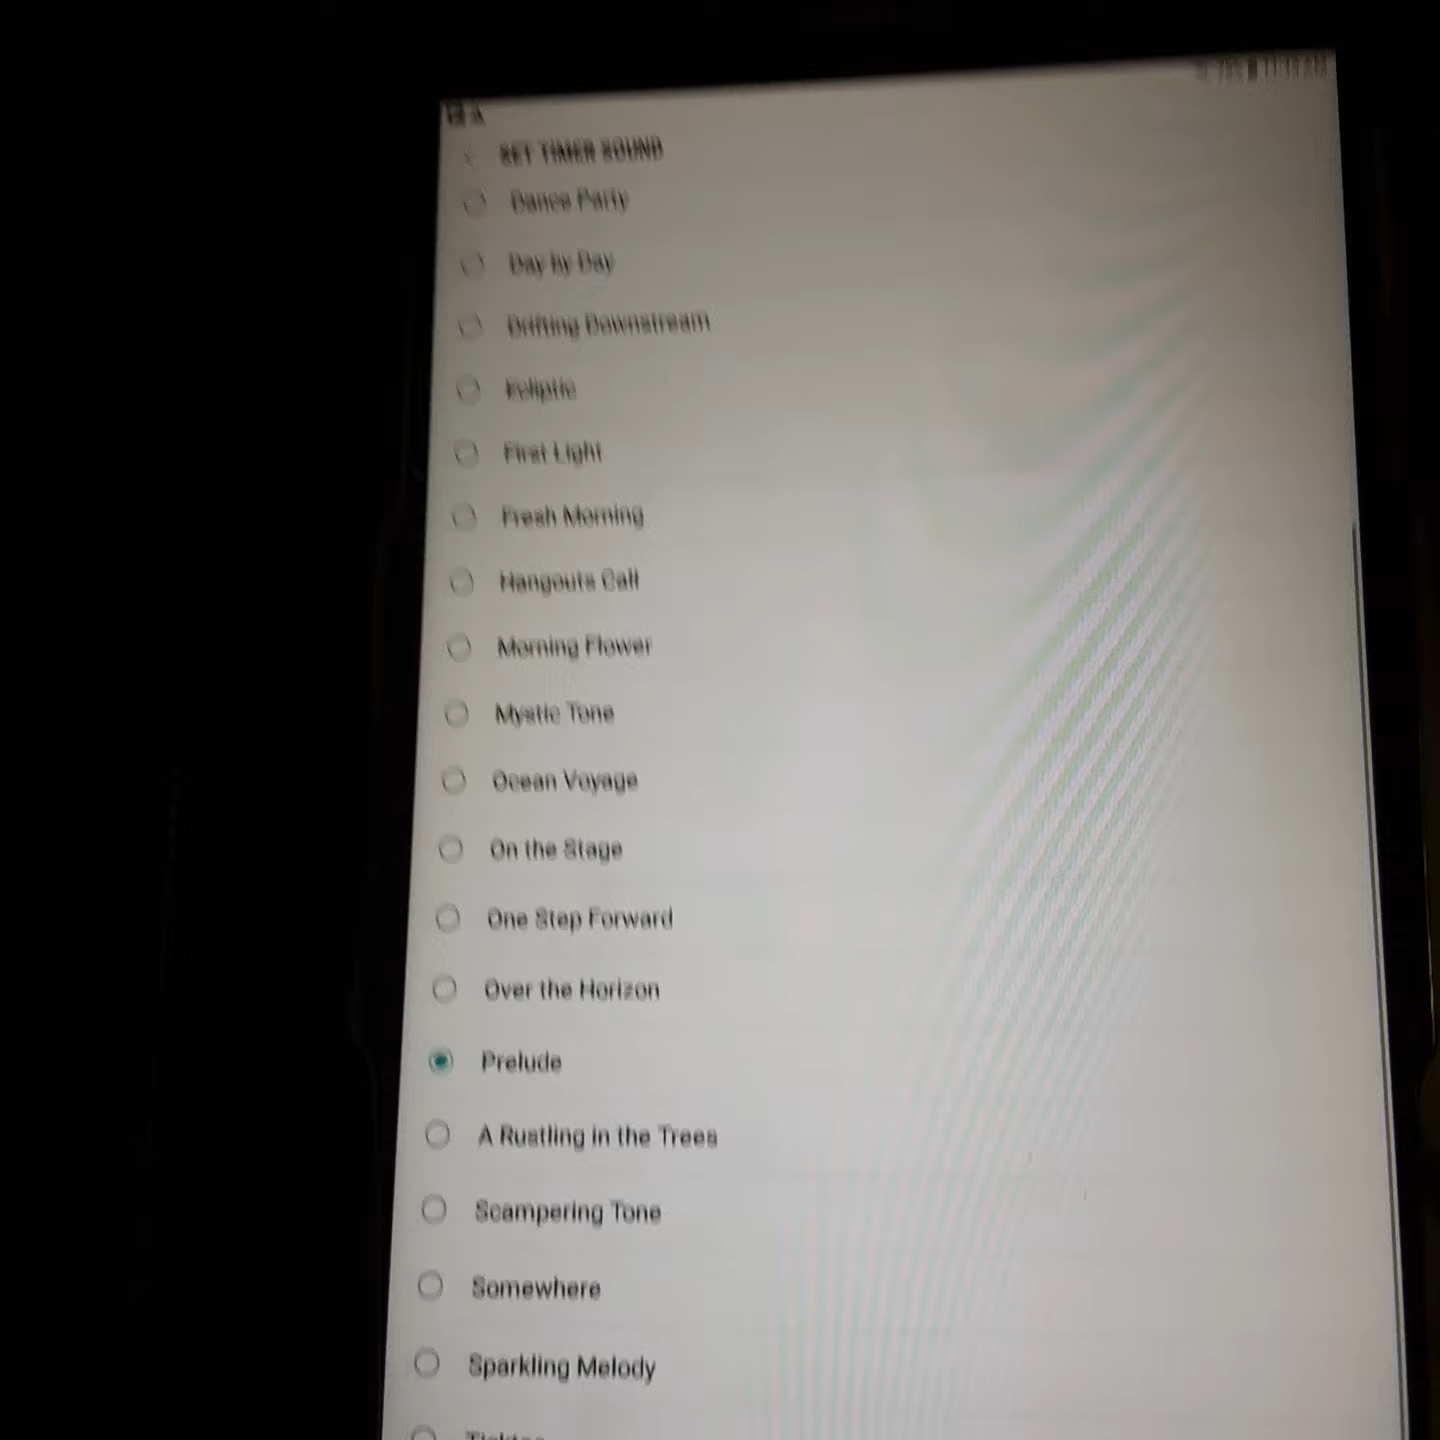 SET TIMER SOUND
Dance Party
Day by Day
Drifting Downstream
Ecliptic
First Light
Fresh Morning
Hangouts Call
Morning Flower
Mystic Tone
Ocean Voyage
On the Stage
One Step Forward
Over the Horizon
Prelude
A Rustling in the Trees
Scampering Tone
Somewhere
Sparkling Melody